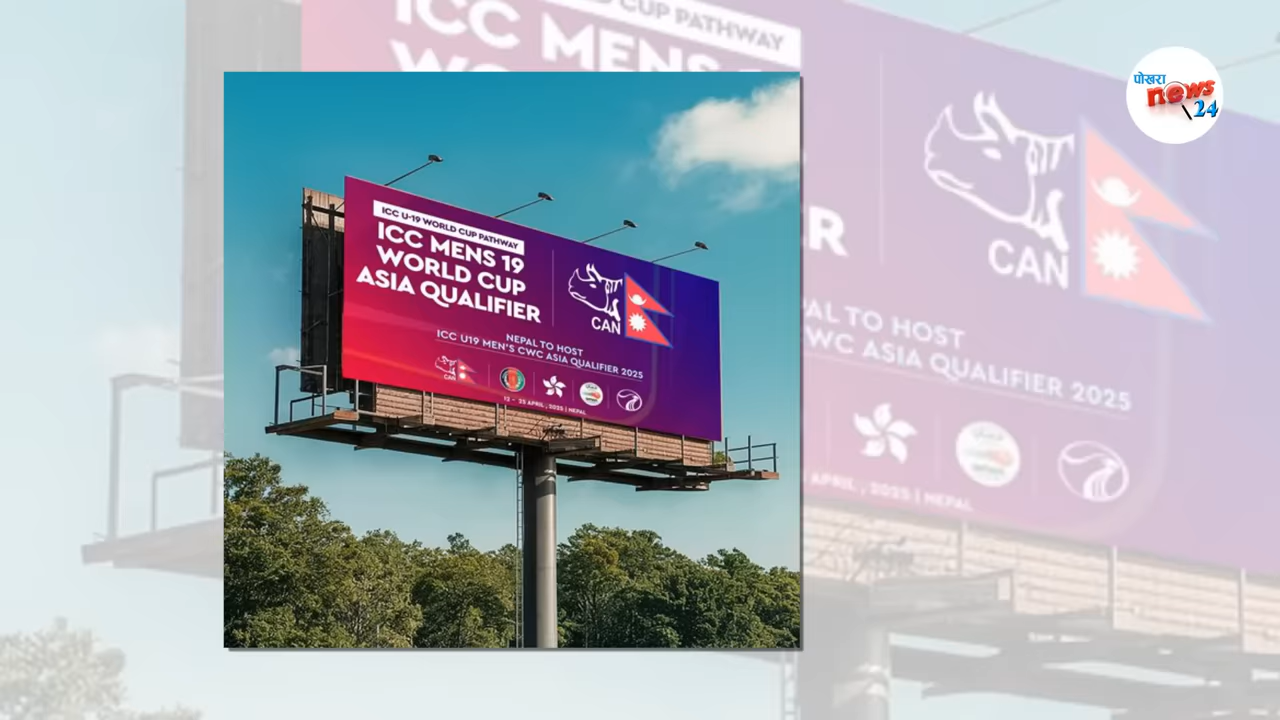 ICC U-19 WORLD CUP PATHWAY
ICC MENS 19
WORLD CUP
ASIA QUALIFIER
CAN
NEPAL TO HOST
ICC U19 MEN'S CWC ASIA QUALIFIER 2025
CAN
APRIL, 2025 | NEPAL
CUP PATHWAY
ICC MENS
CAN
TO HOST
CWC ASIA QUALIFIER 2025
APRIL, 2025 | NEPAL
पोखरा
news
24